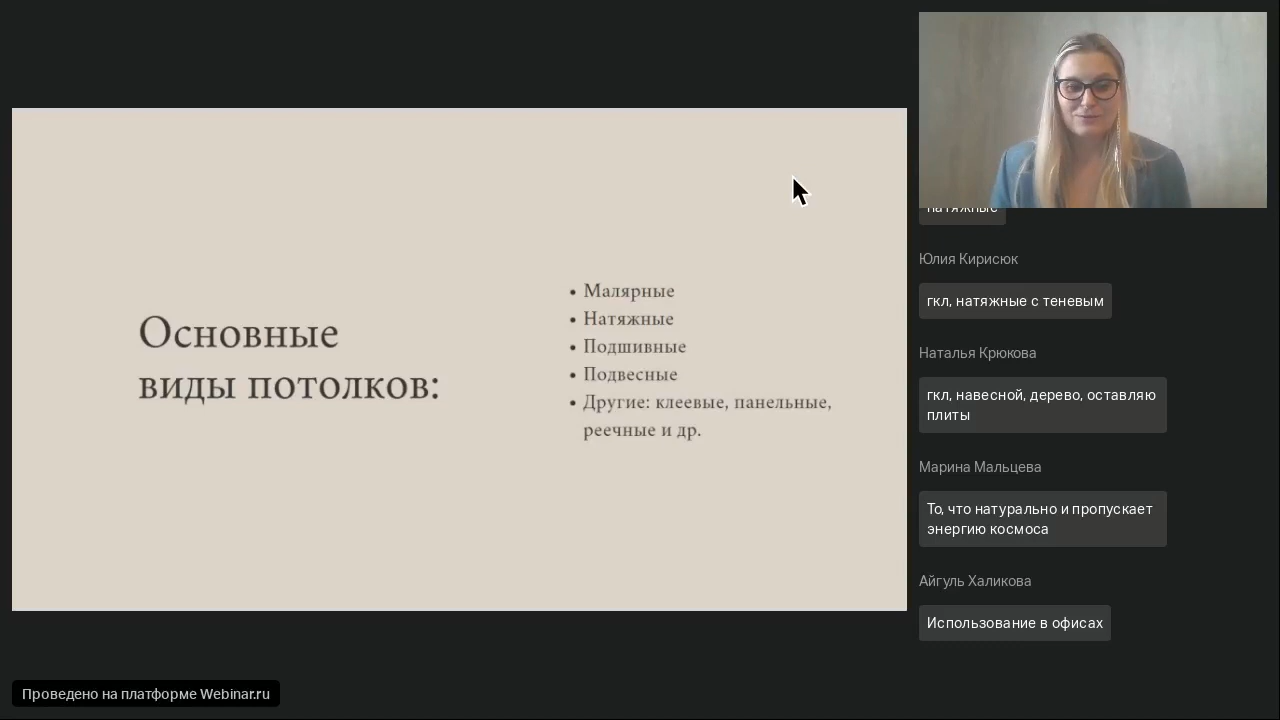 Основные
виды потолков:
• Малярные
• Натяжные
• Подшивные
• Подвесные
• Другие: клеевые, панельные,
реечные и др.
натяжные
Юлия Кирисюк
гкл, натяжные с теневым
Наталья Крюкова
гкл, навесной, дерево, оставляю
плиты
Марина Мальцева
То, что натурально и пропускает
энергию космоса
Айгуль Халикова
Использование в офисах
Проведено на платформе Webinar.ru